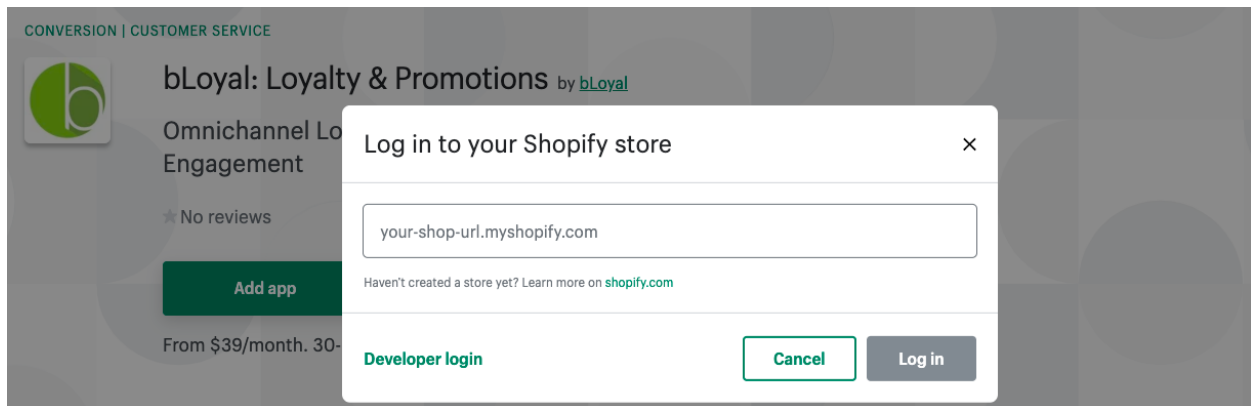 CONVERSION | CUSTOMER SERVICE
b
bLoyal: Loyalty & Promotions by bLoyal
Omnichannel Lo
Engagement
No reviews
Add app
From $39/month. 30-
Log in to your Shopify store
×
your-shop-url.myshopify.com
Haven't created a store yet? Learn more on shopify.com
Developer login
Cancel
Log in